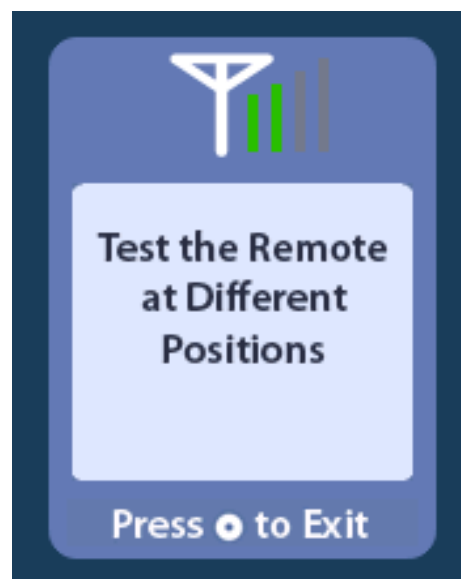 Test the Remote
at Different
Positions
Press to Exit